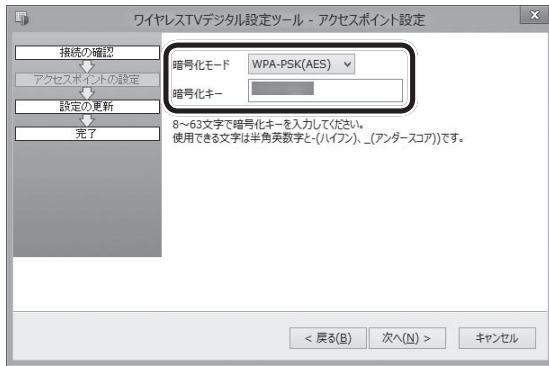 ワイヤレスTVデジタル設定ツール - アクセスポイント設定
x
接続の確認
アクセスポイントの設定
設定の更新
完了
暗号化モード WPA-PSK(AES)
暗号化キー
8～63文字で暗号化キーを入力してください。
使用できる文字は半角英数字と-(ハイフン)、_(アンダースコア))です。
< 戻る(B) 次へ(N) > キャンセル